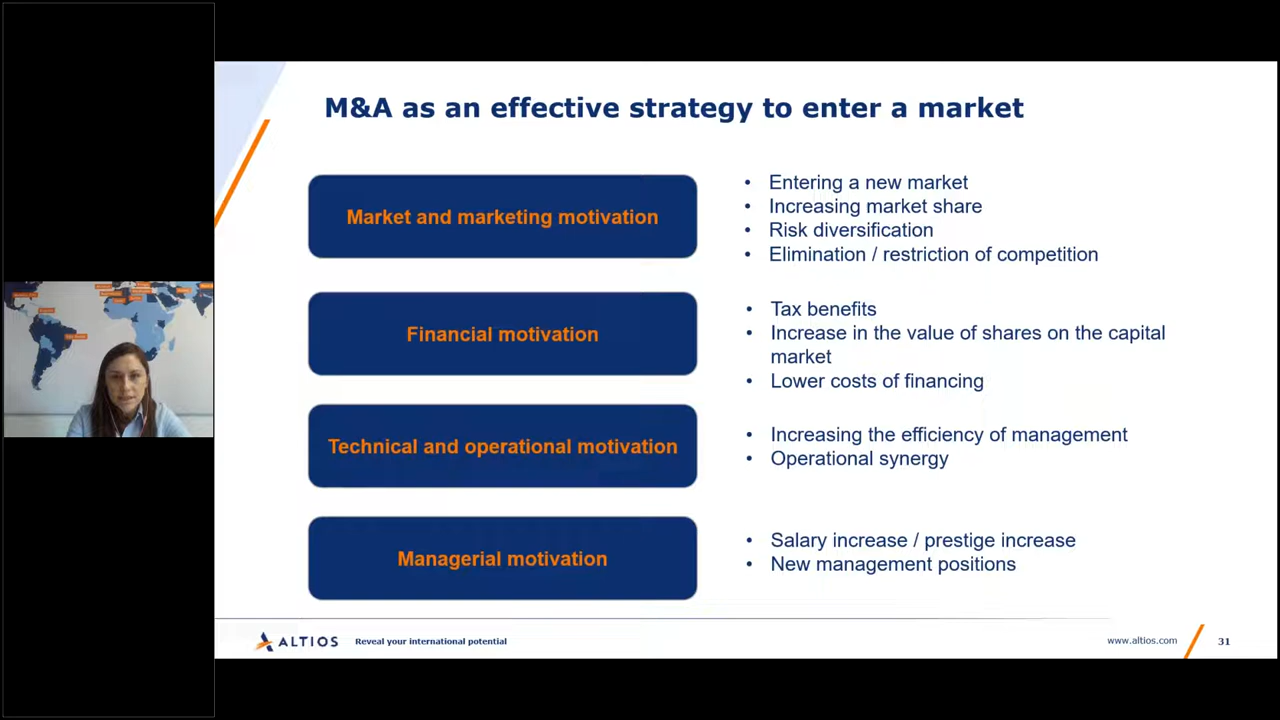 M&A as an effective strategy to enter a market
Market and marketing motivation
• Entering a new market
• Increasing market share
• Risk diversification
• Elimination / restriction of competition
Financial motivation
• Tax benefits
• Increase in the value of shares on the capital
market
• Lower costs of financing
Technical and operational motivation
• Increasing the efficiency of management
• Operational synergy
Managerial motivation
• Salary increase / prestige increase
• New management positions
ALTIOS
Reveal your international potential
www.altios.com
31